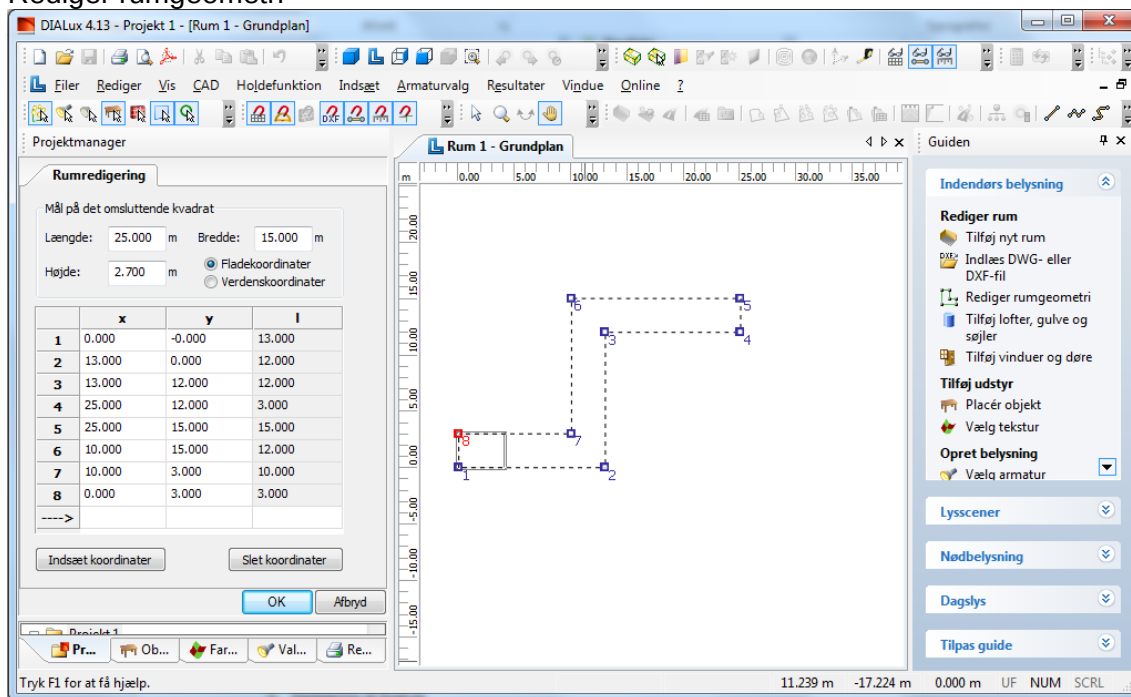 Rediger rumgeometri
DIALux 4.13 - Projekt 1 - [Rum 1 - Grundplan]
Filer Rediger Vis CAD Holdefunktion Indsæt Armaturvalg Resultater Vindue Online ?
DXF
Projektmanager
Rumredigering
Mål på det omsluttende kvadrat
Længde: 25.000 m Bredde: 15.000 m
Højde: 2.700 m
Fladekoordinater
Verdenskoordinater
x y l
1 0.000 -0.000 13.000
2 13.000 0.000 12.000
3 13.000 12.000 12.000
4 25.000 12.000 3.000
5 25.000 15.000 15.000
6 10.000 15.000 12.000
7 10.000 3.000 10.000
8 0.000 3.000 3.000
---->
Indsæt koordinater Slet koordinater
OK Afbryd
Projekt 1
Pr... Ob... Far... Val... Re...
Rum 1 - Grundplan
m 0.00 5.00 10.00 15.00 20.00 25.00 30.00 35.00
20.00
15.00
10.00
5.00
0.00
-5.00
-10.00
-15.00
6 5
3 4
8 7
1 2
Guiden
Indendørs belysning
Rediger rum
Tilføj nyt rum
DXF
Indlæs DWG- eller
DXF-fil
Rediger rumgeometri
Tilføj lofter, gulve og
søjler
Tilføj vinduer og døre
Tilføj udstyr
Placér objekt
Vælg tekstur
Opret belysning
Vælg armatur
Lysscener
Nødbelysning
Dagslys
Tilpas guide
Tryk F1 for at få hjælp.
11.239 m -17.224 m 0.000 m UF NUM SCRL